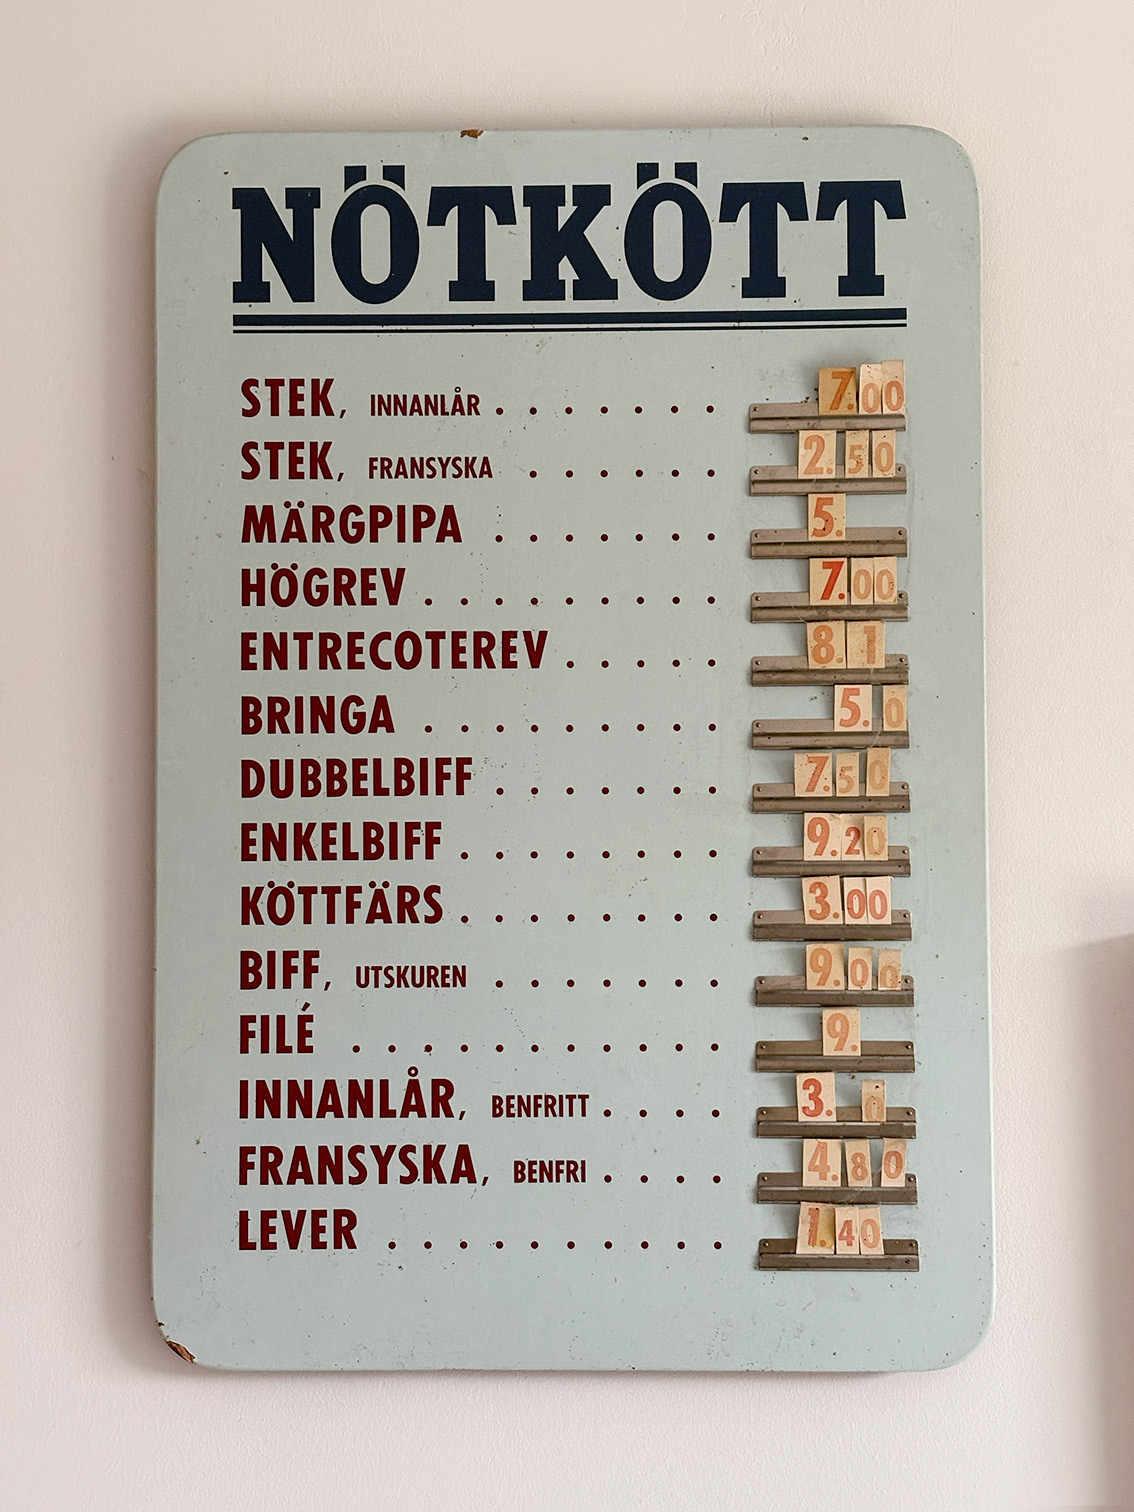 NÖTKÖTT
STEK, INNANLÅR . . . . . . . 7.00
STEK, FRANSYSKA . . . . . . 2.50
MÄRGPIPA . . . . . . . 5.
HÖGREV . . . . . . . . . 7.00
ENTRECOTEREV . . . . . 8. 1
BRINGA . . . . . . . . . 5. 0
DUBBELBIFF . . . . . . . 7.50
ENKELBIFF . . . . . . . . 9.20
KÖTTFÄRS . . . . . . . . 3.00
BIFF, UTSKUREN . . . . . . . 9.00
FILÉ . . . . . . . . . . . 9.
INNANLÅR, BENFRITT . . . . 3. 0
FRANSYSKA, BENFRI . . . . 4.80
LEVER . . . . . . . . . . 1.40